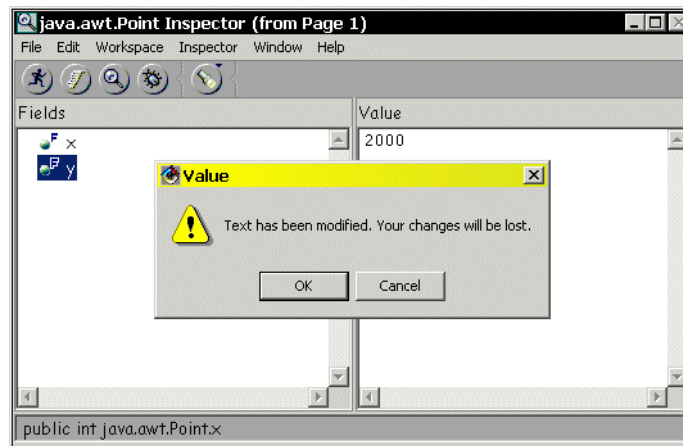 java.awt.Point Inspector (from Page 1)
File Edit Workspace Inspector Window Help
Fields
Value
F x
F y
2000
Value
Text has been modified. Your changes will be lost.
OK Cancel
public int java.awt.Point.x